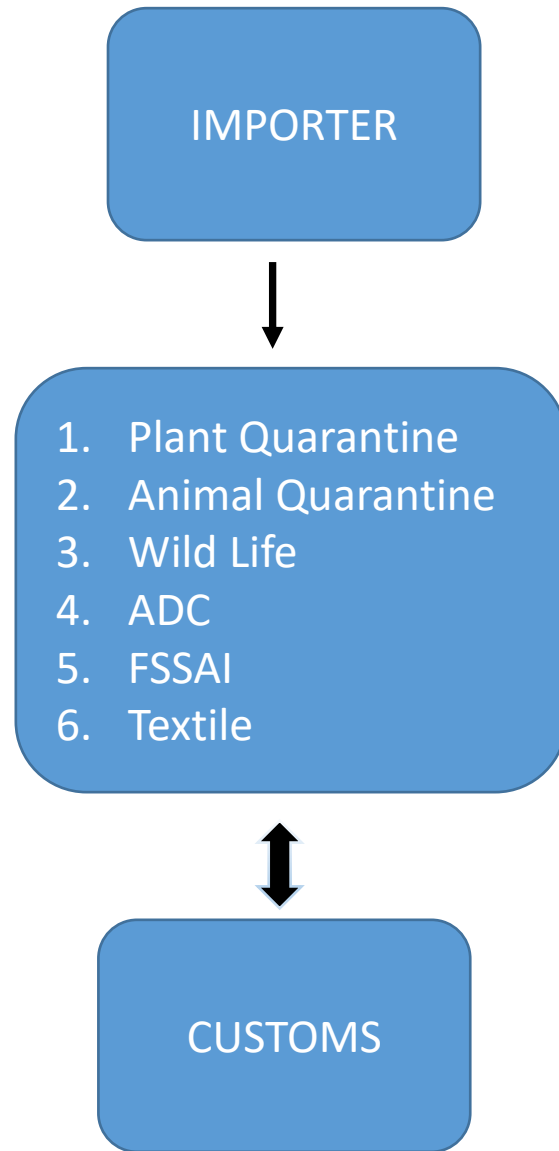 IMPORTER
1. Plant Quarantine
2. Animal Quarantine
3. Wild Life
4. ADC
5. FSSAI
6. Textile
CUSTOMS